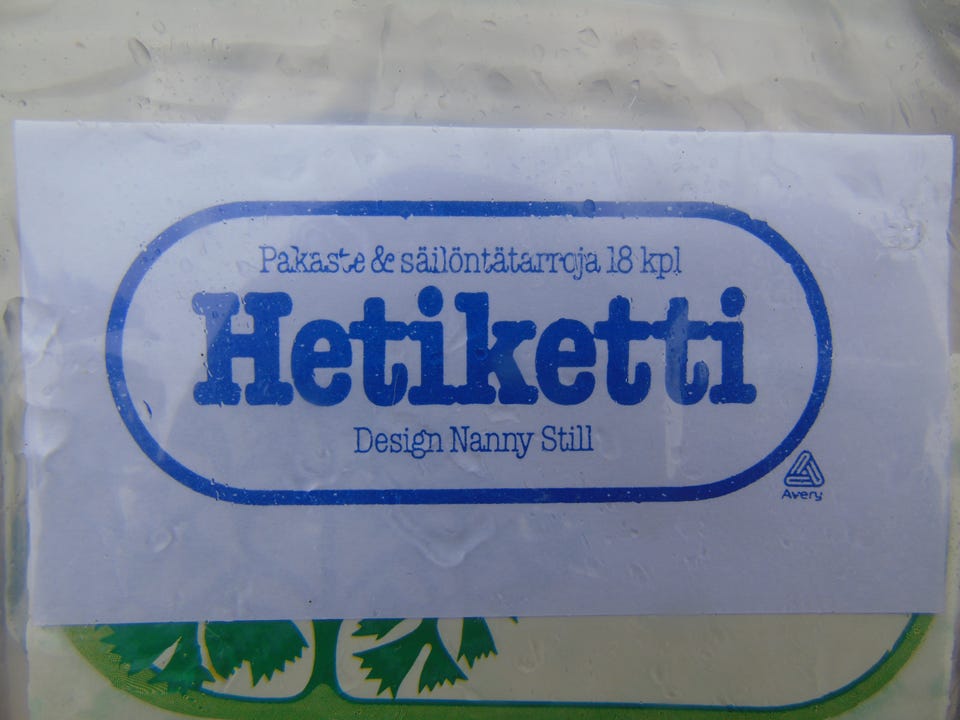 Pakaste & säilöntätarroja 18 kpl
Hetiketti
Design Nanny Still
Avery